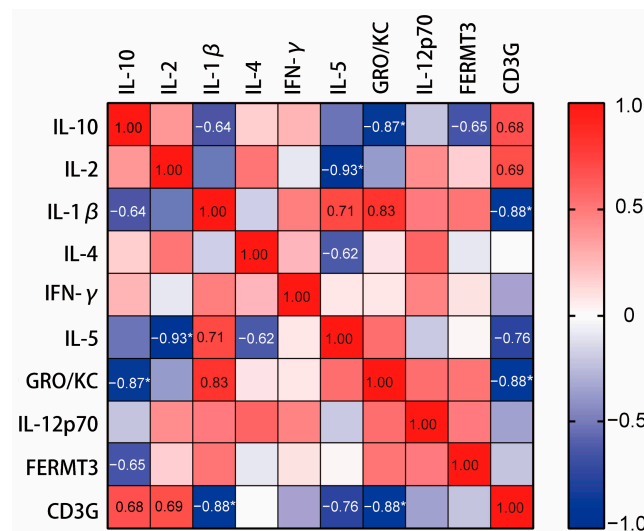 IL-10 IL-2 IL-1 β IL-4 IFN- γ IL-5 GRO/KC IL-12p70 FERMT3 CD3G
IL-10 1.00 −0.64 −0.87* −0.65 0.68
IL-2 1.00 −0.93* 0.69
IL-1 β −0.64 1.00 0.71 0.83 −0.88*
IL-4 1.00 −0.62
IFN- γ 1.00
IL-5 −0.93* 0.71 −0.62 1.00 −0.76
GRO/KC −0.87* 0.83 1.00 −0.88*
IL-12p70 1.00
FERMT3 −0.65 1.00
CD3G 0.68 0.69 −0.88* −0.76 −0.88* 1.00
1.0
0.5
0
−0.5
−1.0